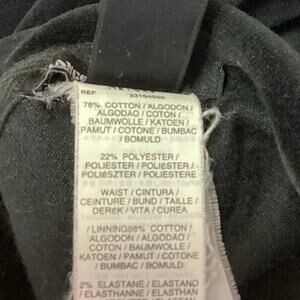 REF 33104550
78% COTTON / ALGODON /
ALGODAO / COTON /
BAUMWOLLE / KATOEN /
PAMUT / COTONE / BUMBAC
/ BOMULD
22% POLYESTER /
POLIESTER / POLIESTER /
POLIESZTER / POLIESTERE
WAIST / CINTURA /
CEINTURE / BUND / TAILLE /
DEREK / VITA / CUREA
/ LINNING98% COTTON /
ALGODON / ALGODAO /
COTON / BAUMWOLLE /
KATOEN / PAMUT / COTONE
/ BUMBAC / BOMULD
2% ELASTANE / ELASTANO
/ ELASTHANNE / ELASTHAN